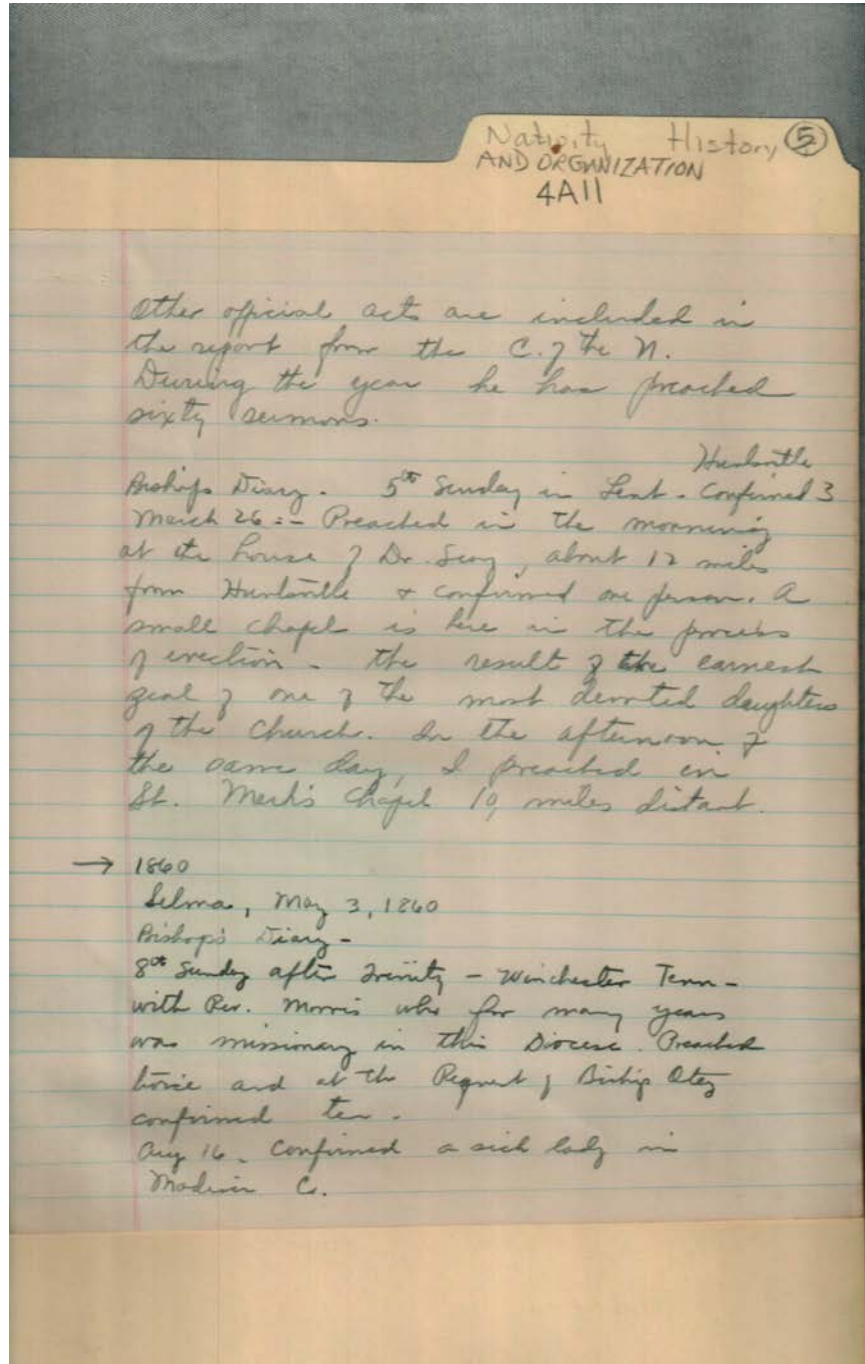 Nativity History 5
AND ORGANIZATION
4A11
Other official acts are included in
the report from the C. of the N.
During the year he has preached
sixty sermons.
Huntsville
Bishops Diary. 5th Sunday in Lent. Confirmed 3
March 26 :- Preached in the morning
at the house of Dr. about 12 miles
from Huntsville & confirmed one person. A
small chapel is here in the process
of erection - the result of the earnest
zeal of one of the most devoted daughters
of the Church. In the afternoon of
the same day, I preached in
St. Mark's Chapel 10 miles distant.
→ 1860
Selma, May 3, 1860
Bishop's Diary -
8th Sunday after Trinity - Winchester Tenn -
with Rev. Morris who for many years
was missionary in this Diocese. Preached
twice and at the Request of Bishop Otey
confirmed ten.
Aug 16 - Confirmed a sick lady in
Madison C.